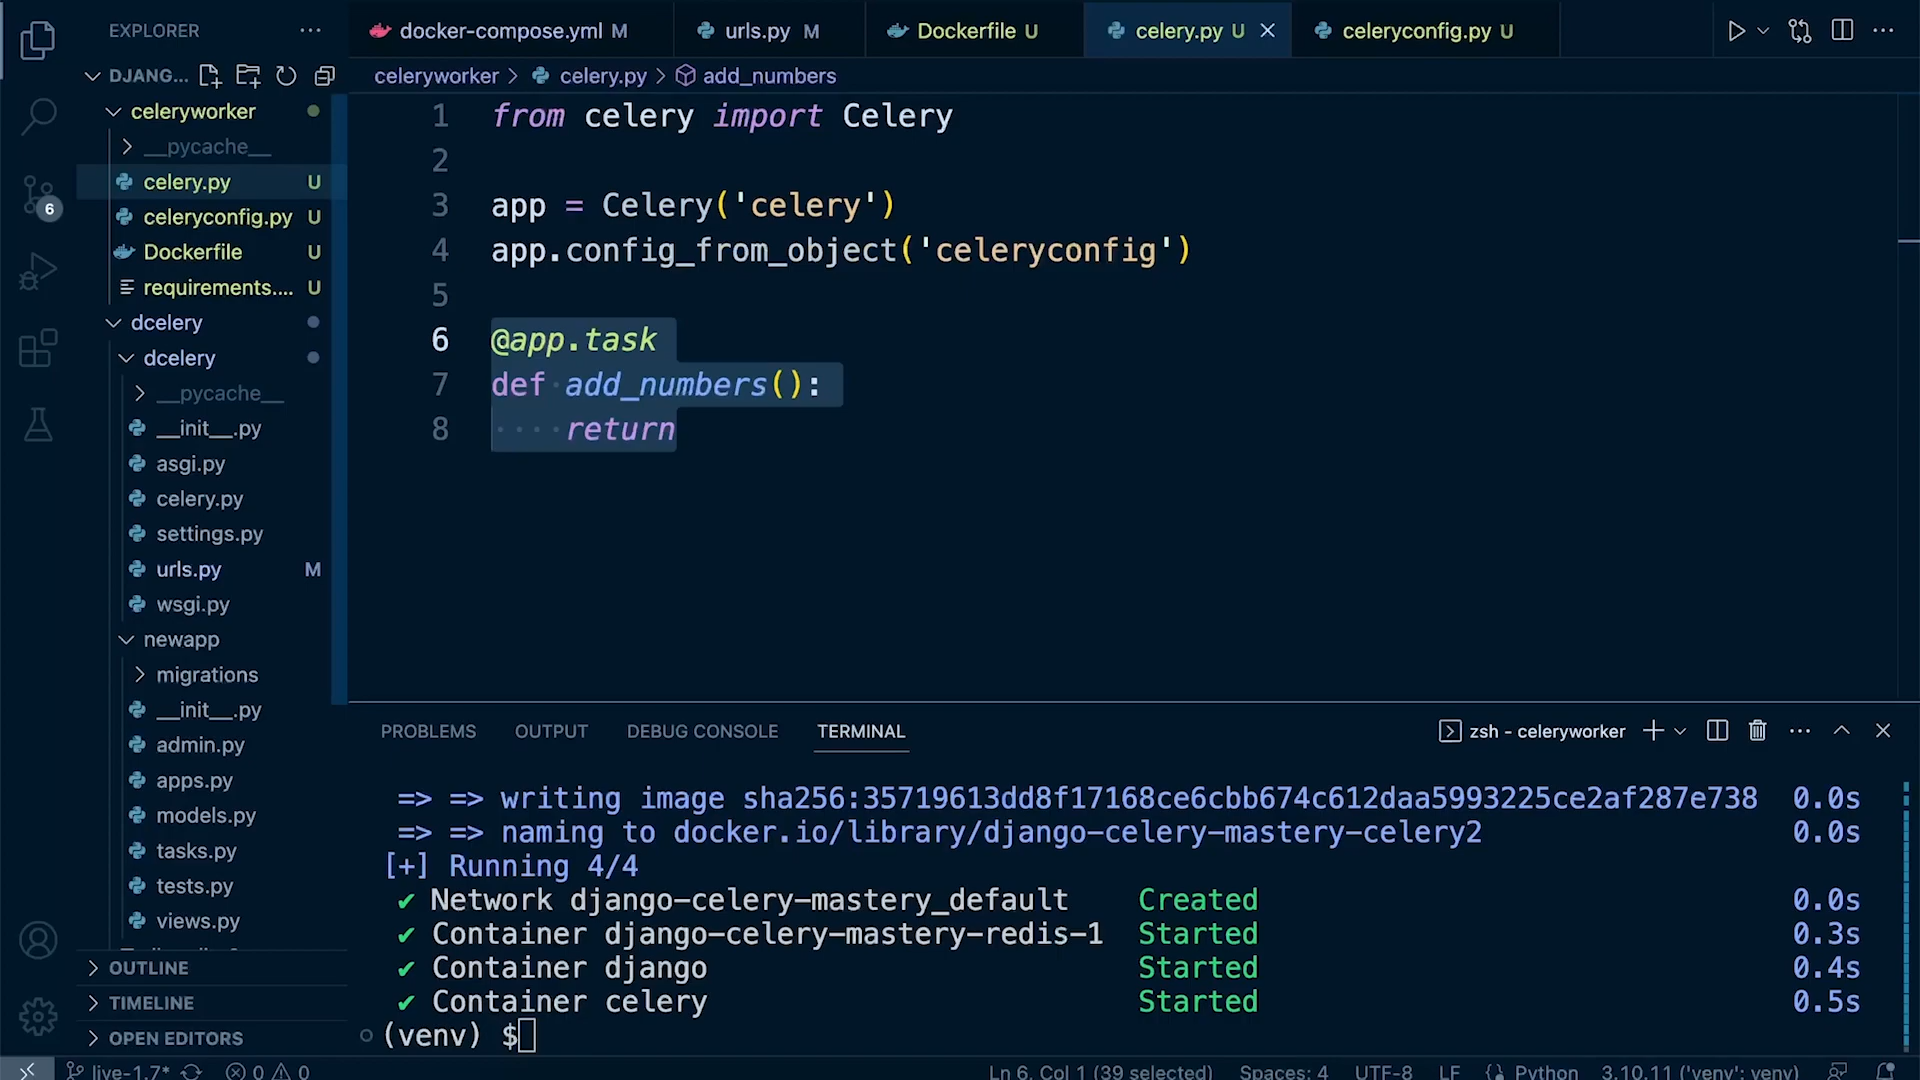 EXPLORER
DJANG...
celeryworker
__pycache__
celery.py U
celeryconfig.py U
Dockerfile U
requirements.... U
dcelery
dcelery
__pycache__
__init__.py
asgi.py
celery.py
settings.py
urls.py M
wsgi.py
newapp
migrations
__init__.py
admin.py
apps.py
models.py
tasks.py
tests.py
views.py
OUTLINE
TIMELINE
OPEN EDITORS
6
docker-compose.yml M
urls.py M
Dockerfile U
celery.py U
celeryconfig.py U
celeryworker > celery.py > add_numbers
1 from celery import Celery
2
3 app = Celery('celery')
4 app.config_from_object('celeryconfig')
5
6 @app.task
7 def add_numbers():
8 return
PROBLEMS OUTPUT DEBUG CONSOLE TERMINAL
zsh - celeryworker
=> => writing image sha256:35719613dd8f17168ce6cbb674c612daa5993225ce2af287e738 0.0s
=> => naming to docker.io/library/django-celery-mastery-celery2 0.0s
[+] Running 4/4
✔ Network django-celery-mastery_default Created 0.0s
✔ Container django-celery-mastery-redis-1 Started 0.3s
✔ Container django Started 0.4s
✔ Container celery Started 0.5s
(venv) $
live-1.7* 0 0 Ln 6, Col 1 (39 selected) Spaces: 4 UTF-8 LF Python 3.10.11 ('venv': venv)